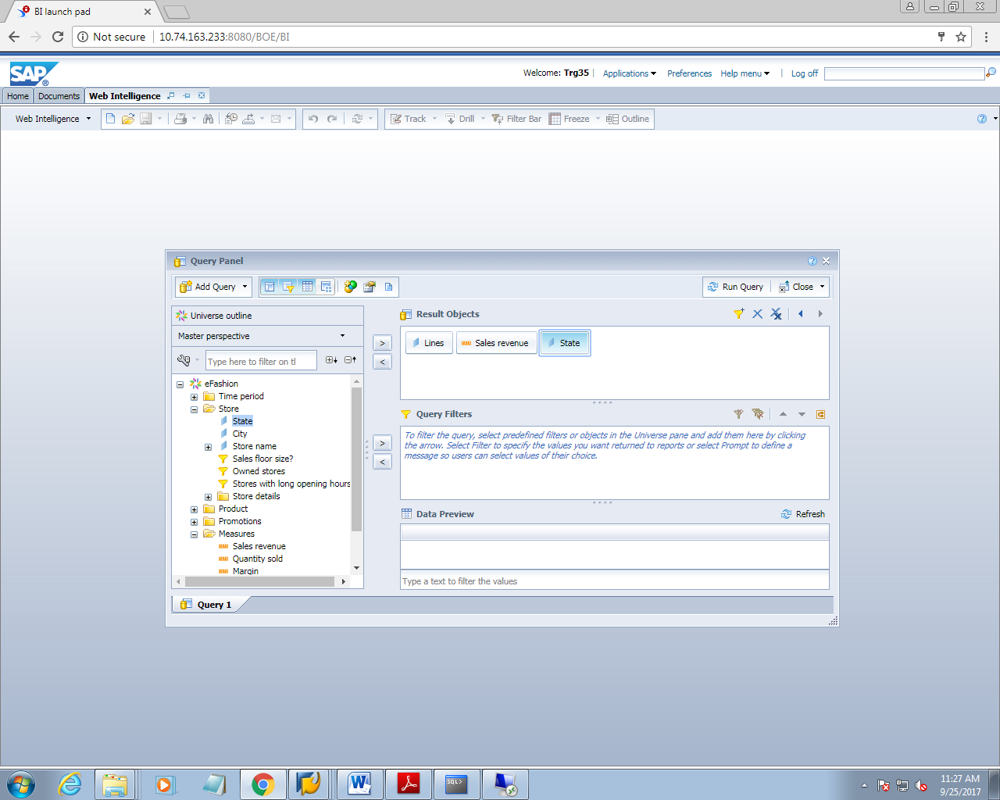 BI launch pad
Not secure | 10.74.163.233:8080/BOE/BI
SAP
Welcome: Trg35 | Applications Preferences Help menu | Log off
Home Documents Web Intelligence
Web Intelligence Track Drill Filter Bar Freeze Outline
Query Panel
Add Query Run Query Close
Universe outline
Master perspective
Type here to filter on tl
eFashion
Time period
Store
State
City
Store name
Sales floor size?
Owned stores
Stores with long opening hours
Store details
Product
Promotions
Measures
Sales revenue
Quantity sold
Margin
Result Objects
Lines Sales revenue State
Query Filters
To filter the query, select predefined filters or objects in the Universe pane and add them here by clicking
the arrow. Select Filter to specify the values you want returned to reports or select Prompt to define a
message so users can select values of their choice.
Data Preview Refresh
Type a text to filter the values
Query 1
SQL>
11:27 AM
9/25/2017